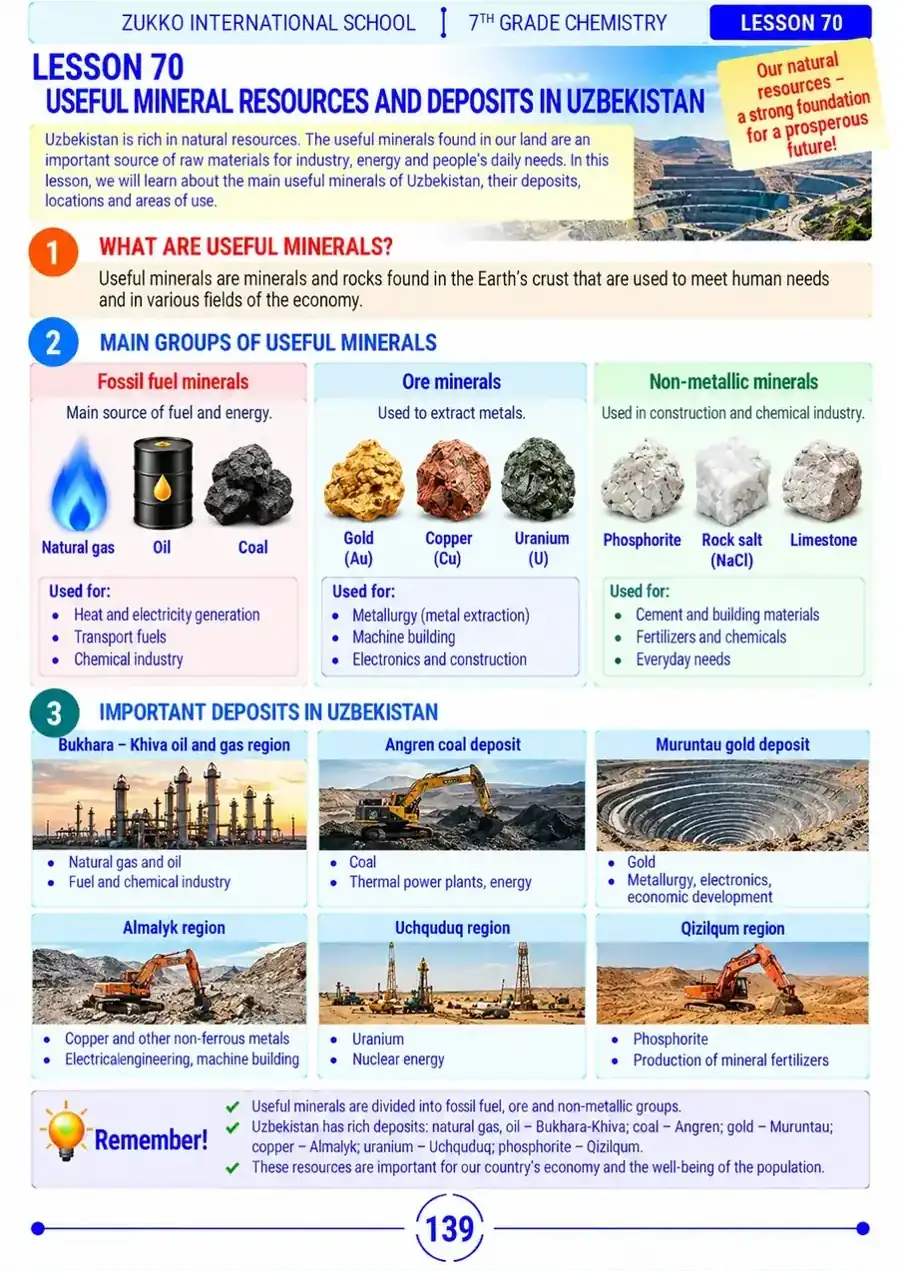 ZUKKO INTERNATIONAL SCHOOL
7TH GRADE CHEMISTRY
LESSON 70
LESSON 70
USEFUL MINERAL RESOURCES AND DEPOSITS IN UZBEKISTAN
Our natural
resources –
a strong foundation
for a prosperous
future!
Uzbekistan is rich in natural resources. The useful minerals found in our land are an
important source of raw materials for industry, energy and people's daily needs. In this
lesson, we will learn about the main useful minerals of Uzbekistan, their deposits,
locations and areas of use.
1
WHAT ARE USEFUL MINERALS?
Useful minerals are minerals and rocks found in the Earth's crust that are used to meet human needs
and in various fields of the economy.
2
MAIN GROUPS OF USEFUL MINERALS
Fossil fuel minerals
Main source of fuel and energy.
Natural gas
Oil
Coal
Used for:
• Heat and electricity generation
• Transport fuels
• Chemical industry
Ore minerals
Used to extract metals.
Gold
(Au)
Copper
(Cu)
Uranium
(U)
Used for:
• Metallurgy (metal extraction)
• Machine building
• Electronics and construction
Non-metallic minerals
Used in construction and chemical industry.
Phosphorite
Rock salt
(NaCl)
Limestone
Used for:
• Cement and building materials
• Fertilizers and chemicals
• Everyday needs
3
IMPORTANT DEPOSITS IN UZBEKISTAN
Bukhara – Khiva oil and gas region
• Natural gas and oil
• Fuel and chemical industry
Angren coal deposit
• Coal
• Thermal power plants, energy
Muruntau gold deposit
• Gold
• Metallurgy, electronics,
economic development
Almalyk region
• Copper and other non-ferrous metals
• Electricalengineering, machine building
Uchquduq region
• Uranium
• Nuclear energy
Qizilqum region
• Phosphorite
• Production of mineral fertilizers
Remember!
✔ Useful minerals are divided into fossil fuel, ore and non-metallic groups.
✔ Uzbekistan has rich deposits: natural gas, oil – Bukhara-Khiva; coal – Angren; gold – Muruntau;
copper – Almalyk; uranium – Uchquduq; phosphorite – Qizilqum.
✔ These resources are important for our country's economy and the well-being of the population.
139